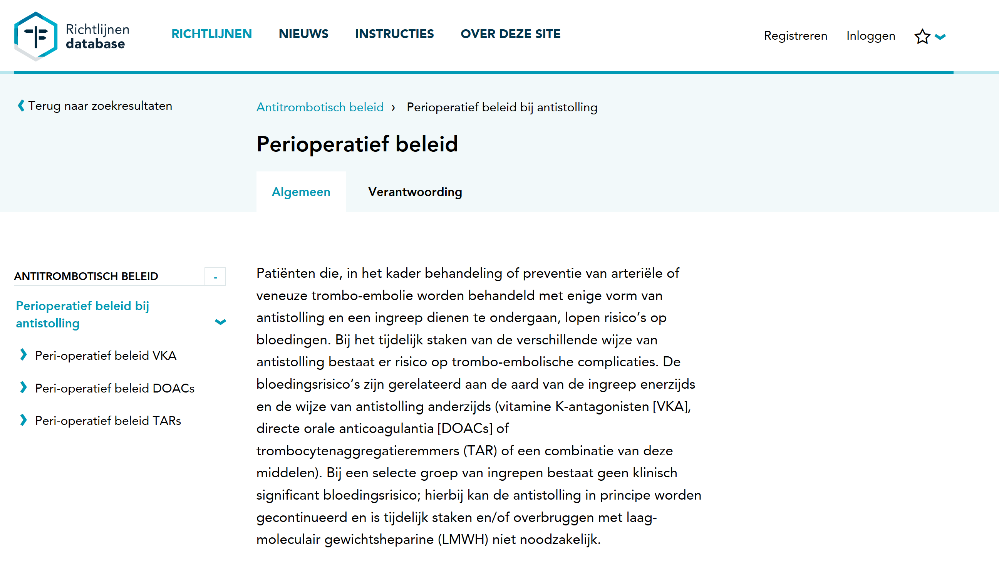 Richtlijnen
database
RICHTLIJNEN
NIEUWS
INSTRUCTIES
OVER DEZE SITE
Registreren
Inloggen
Terug naar zoekresultaten
Antitrombotisch beleid › Perioperatief beleid bij antistolling
Perioperatief beleid
Algemeen
Verantwoording
ANTITROMBOTISCH BELEID
-
Perioperatief beleid bij
antistolling
Peri-operatief beleid VKA
Peri-operatief beleid DOACs
Peri-operatief beleid TARs
Patiënten die, in het kader behandeling of preventie van arteriële of
veneuze trombo-embolie worden behandeld met enige vorm van
antistolling en een ingreep dienen te ondergaan, lopen risico’s op
bloedingen. Bij het tijdelijk staken van de verschillende wijze van
antistolling bestaat er risico op trombo-embolische complicaties. De
bloedingsrisico’s zijn gerelateerd aan de aard van de ingreep enerzijds
en de wijze van antistolling anderzijds (vitamine K-antagonisten [VKA],
directe orale anticoagulantia [DOACs] of
trombocytenaggregatieremmers (TAR) of een combinatie van deze
middelen). Bij een selecte groep van ingrepen bestaat geen klinisch
significant bloedingsrisico; hierbij kan de antistolling in principe worden
gecontinueerd en is tijdelijk staken en/of overbruggen met laag-
moleculair gewichtsheparine (LMWH) niet noodzakelijk.